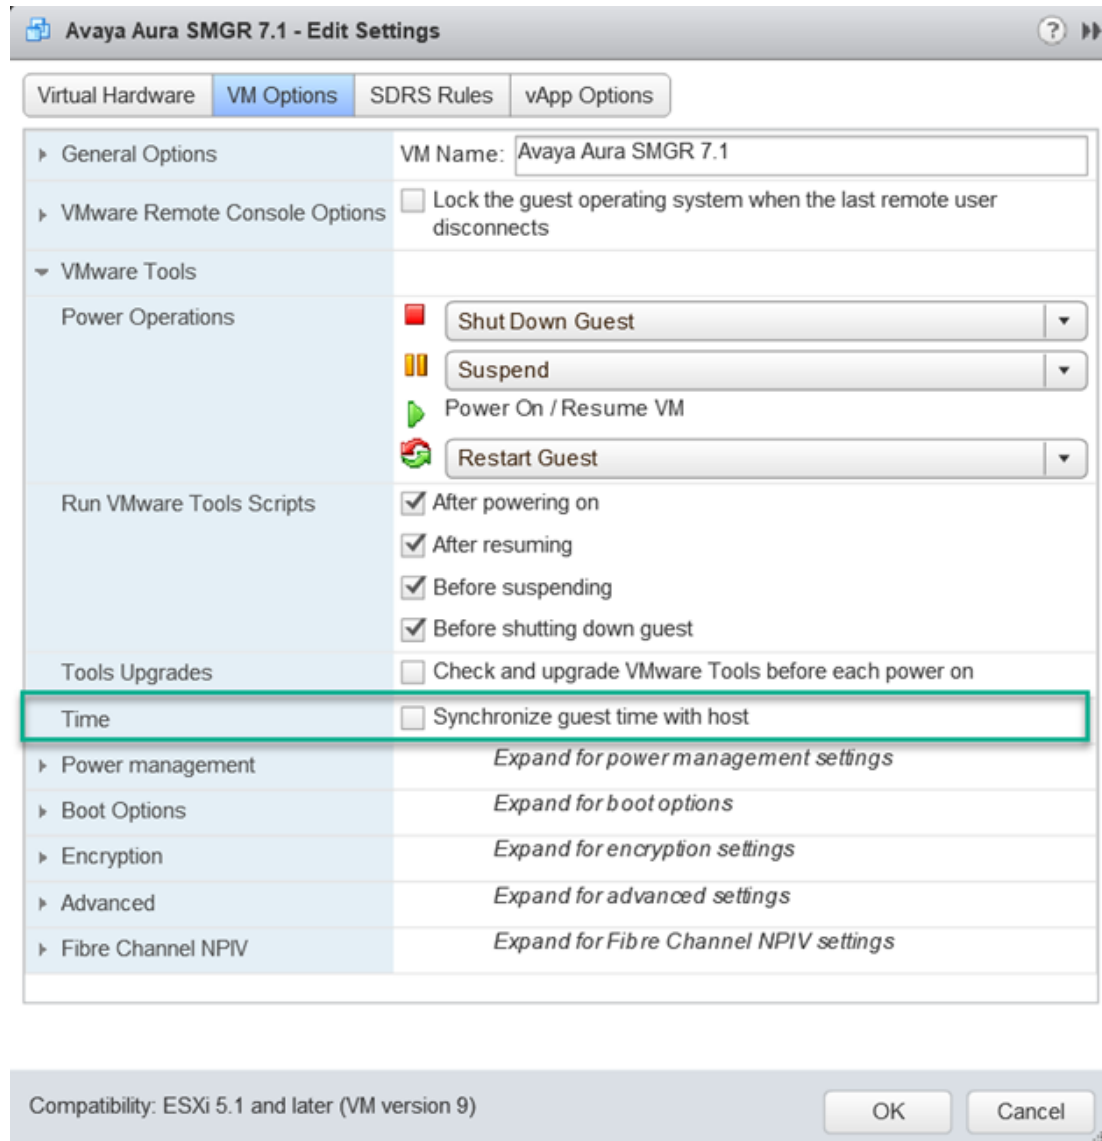 Avaya Aura SMGR 7.1 - Edit Settings
?
Virtual Hardware VM Options SDRS Rules vApp Options
General Options VM Name: Avaya Aura SMGR 7.1
VMware Remote Console Options Lock the guest operating system when the last remote user
disconnects
VMware Tools
Power Operations Shut Down Guest
Suspend
Power On / Resume VM
Restart Guest
Run VMware Tools Scripts After powering on
After resuming
Before suspending
Before shutting down guest
Tools Upgrades Check and upgrade VMware Tools before each power on
Time Synchronize guest time with host
Power management Expand for power management settings
Boot Options Expand for boot options
Encryption Expand for encryption settings
Advanced Expand for advanced settings
Fibre Channel NPIV Expand for Fibre Channel NPIV settings
Compatibility: ESXi 5.1 and later (VM version 9) OK Cancel